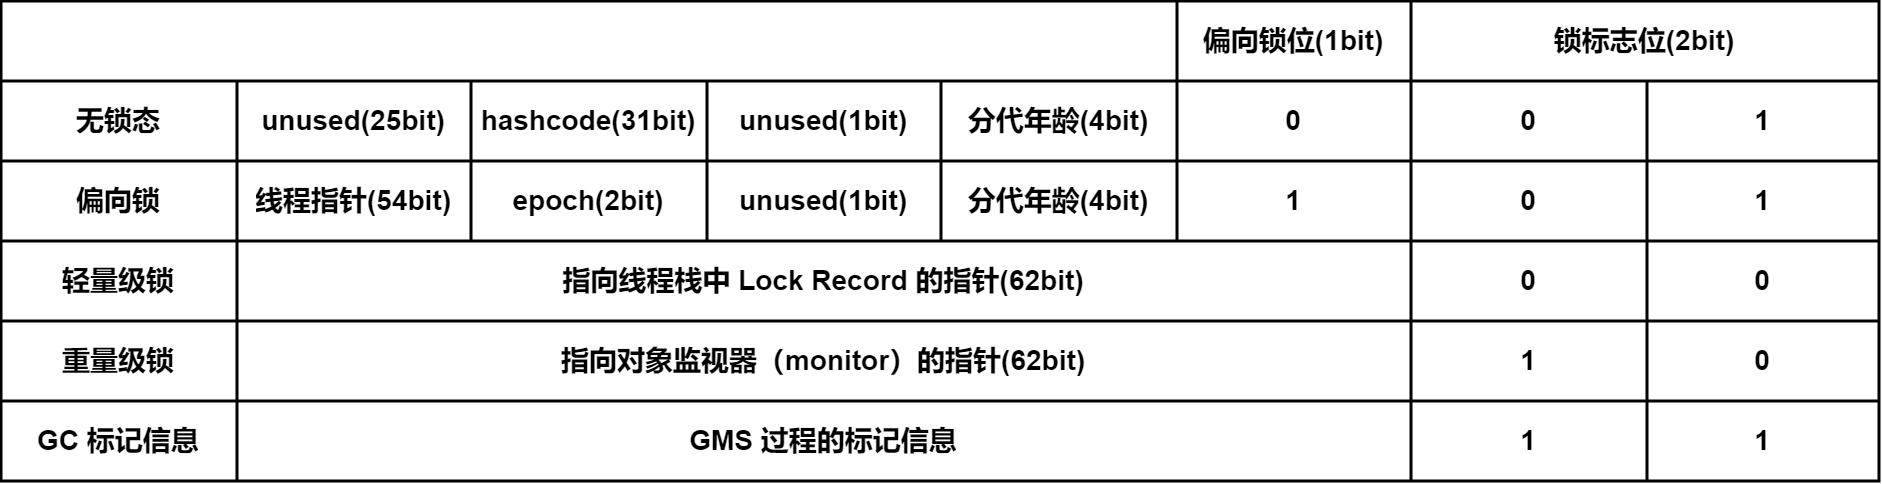 偏向锁位(1bit) 锁标志位(2bit)
无锁态 unused(25bit) hashcode(31bit) unused(1bit) 分代年龄(4bit) 0 0 1
偏向锁 线程指针(54bit) epoch(2bit) unused(1bit) 分代年龄(4bit) 1 0 1
轻量级锁 指向线程栈中 Lock Record 的指针(62bit) 0 0
重量级锁 指向对象监视器（monitor）的指针(62bit) 1 0
GC 标记信息 GMS 过程的标记信息 1 1